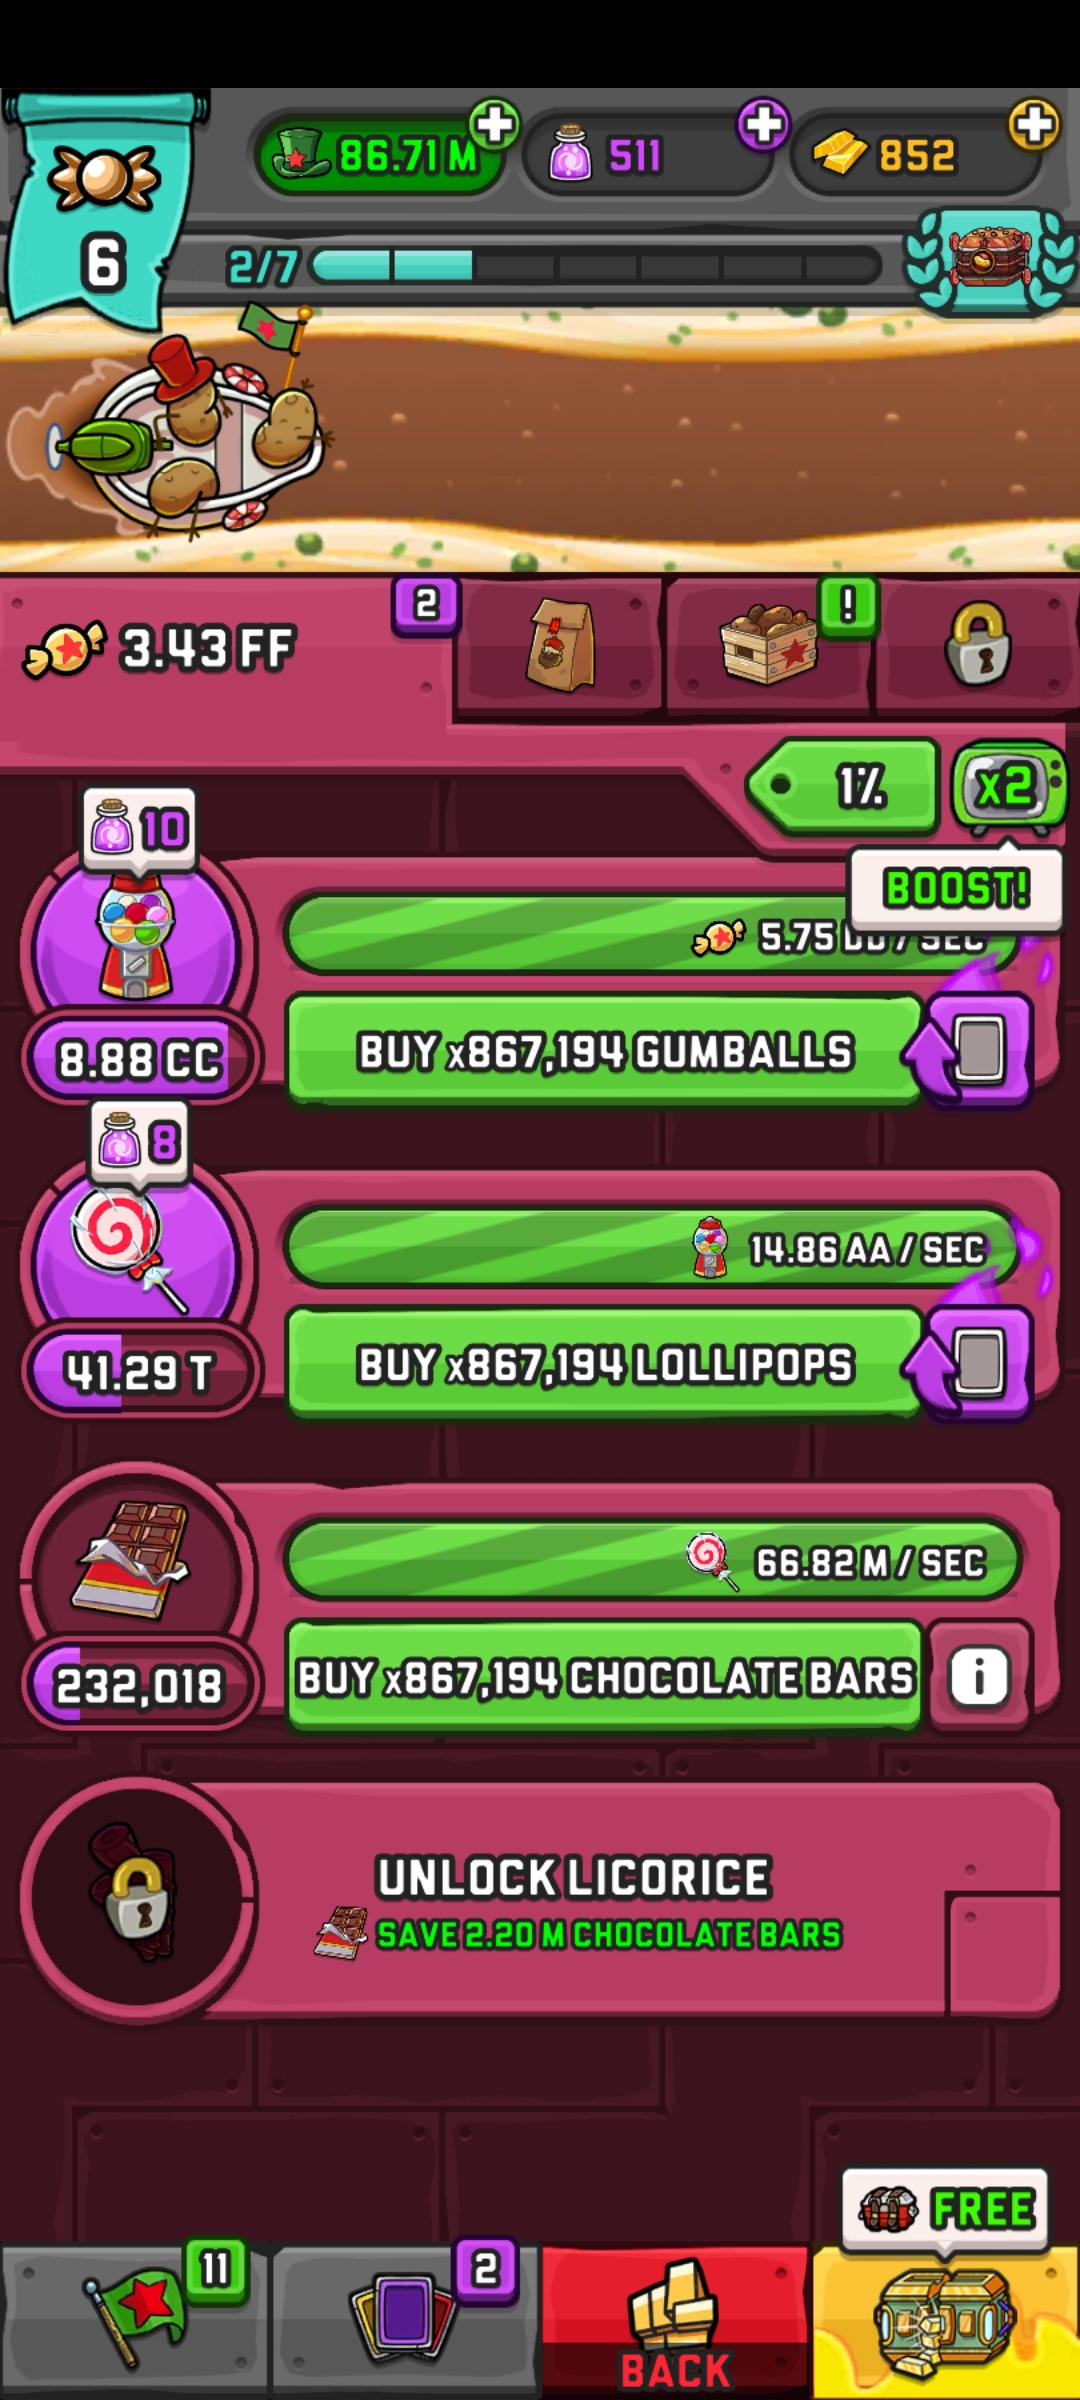 86.71 M
511
852
6
2/7
3.43 FF
2
!
1%
x2
BOOST!
10
5.75 DD / SEC
8.88 CC
BUY x867,194 GUMBALLS
8
14.86 AA / SEC
41.29 T
BUY x867,194 LOLLIPOPS
66.82 M / SEC
232,018
BUY x867,194 CHOCOLATE BARS
i
UNLOCK LICORICE
SAVE 2.20 M CHOCOLATE BARS
FREE
11
2
BACK